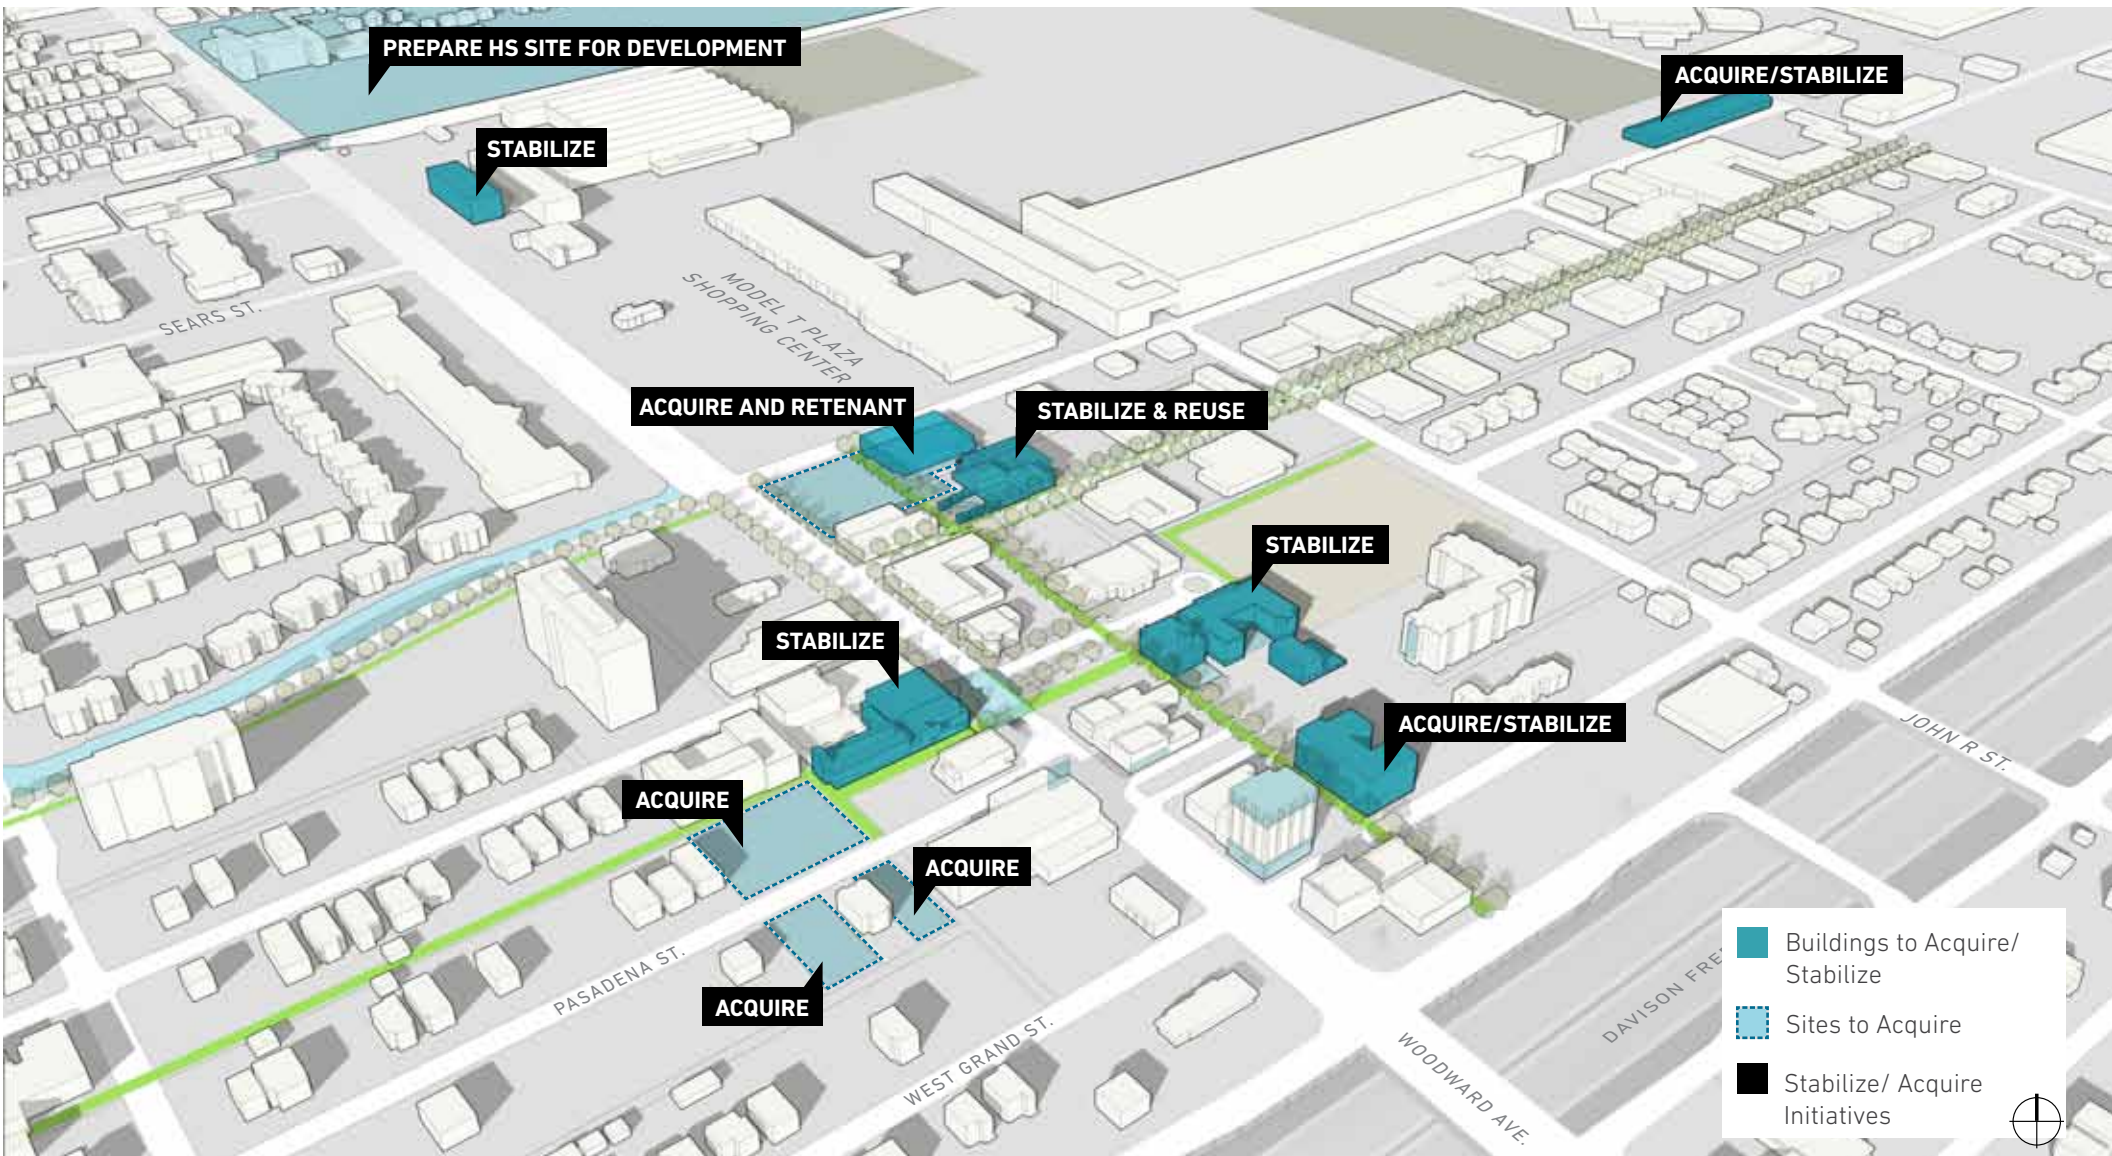 PREPARE HS SITE FOR DEVELOPMENT
ACQUIRE/STABILIZE
STABILIZE
SEARS ST.
MODEL T PLAZA
SHOPPING CENTER
ACQUIRE AND RETENANT
STABILIZE & REUSE
STABILIZE
STABILIZE
ACQUIRE/STABILIZE
JOHN R ST.
ACQUIRE
ACQUIRE
ACQUIRE
PASADENA ST.
WEST GRAND ST.
WOODWARD AVE.
DAVISON FRE
Buildings to Acquire/
Stabilize
Sites to Acquire
Stabilize/ Acquire
Initiatives